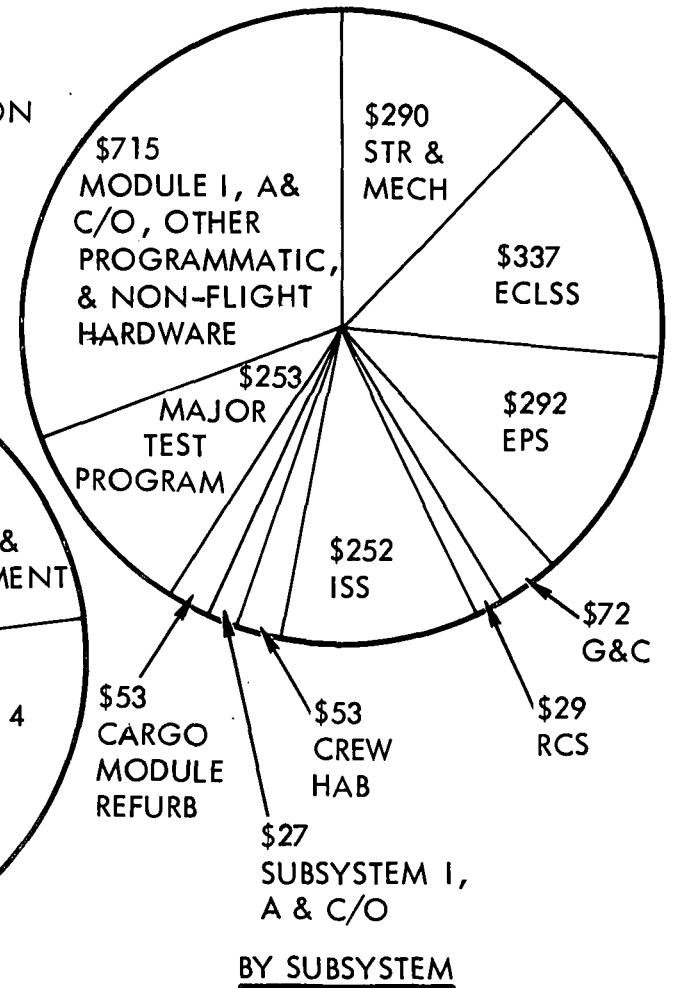 ON
$715
MODULE I, A&
C/O, OTHER
PROGRAMMATIC,
& NON-FLIGHT
HARDWARE
$290
STR &
MECH
$337
ECLSS
$292
EPS
$72
G&C
$29
RCS
$252
ISS
$53
CREW
HAB
$27
SUBSYSTEM I,
A & C/O
$53
CARGO
MODULE
REFURB
$253
MAJOR
TEST
PROGRAM
&
MENT
4
BY SUBSYSTEM